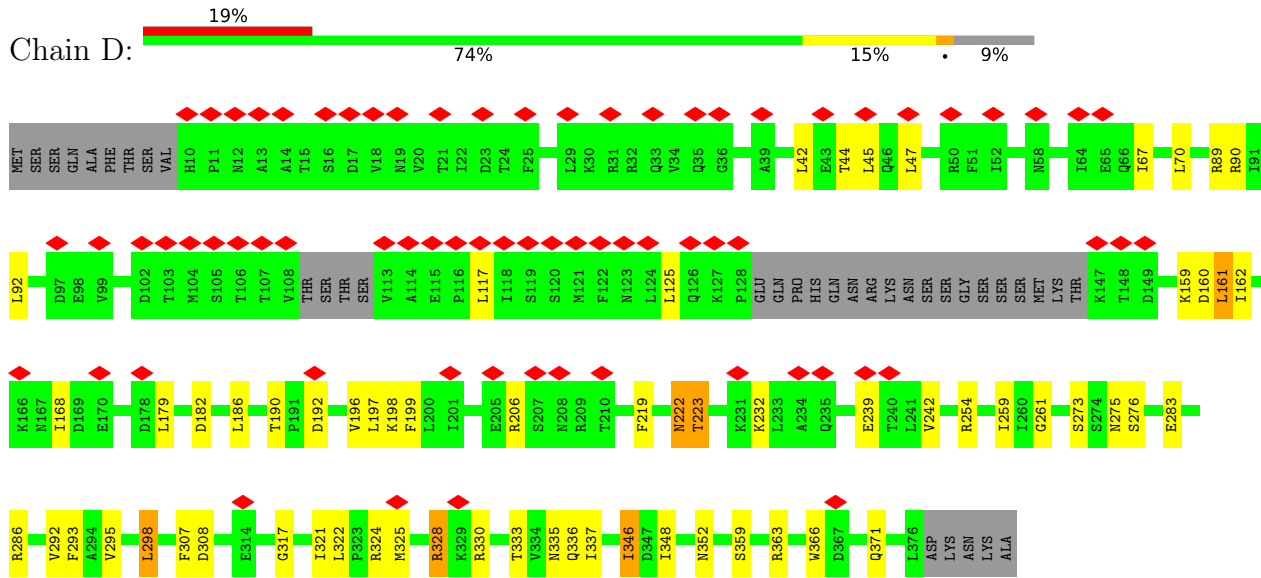 19%
Chain D:
74% 15% • 9%
MET SER SER GLN ALA PHE THR SER VAL H10 P11 N12 A13 A14 T15 S16 D17 V18 N19 V20 T21 I22 D23 T24 F25 L29 K30 R31 R32 Q33 V34 Q35 G36 A39 L42 E43 T44 L45 Q46 L47 R50 F51 I52 N58 I64 E65 Q66 I67 L70 R89 R90 I91
L92 D97 E98 V99 D102 T103 M104 S105 T106 T107 V108 THR SER THR SER V113 A114 E115 P116 L117 I118 S119 S120 M121 F122 N123 L124 L125 Q126 K127 P128 GLU GLN PRO HIS GLN ASN ARG LYS ASN SER SER GLY SER SER SER MET LYS THR K147 T148 D149 K159 D160 L161 I162
K166 N167 I168 D169 E170 D178 L179 D182 L186 T190 P191 D192 V196 L197 K198 F199 L200 I201 E205 R206 S207 N208 R209 T210 F219 N222 T223 K231 K232 L233 A234 Q235 E239 T240 L241 V242 R254 I259 I260 G261 S273 S274 N275 S276 E283
R286 V292 F293 A294 V295 L298 F307 D308 E314 G317 I321 L322 P323 R324 M325 R328 K329 R330 T333 V334 N335 Q336 T337 I346 D347 I348 N352 S359 R363 W366 D367 Q371 L376 ASP LYS ASN LYS ALA